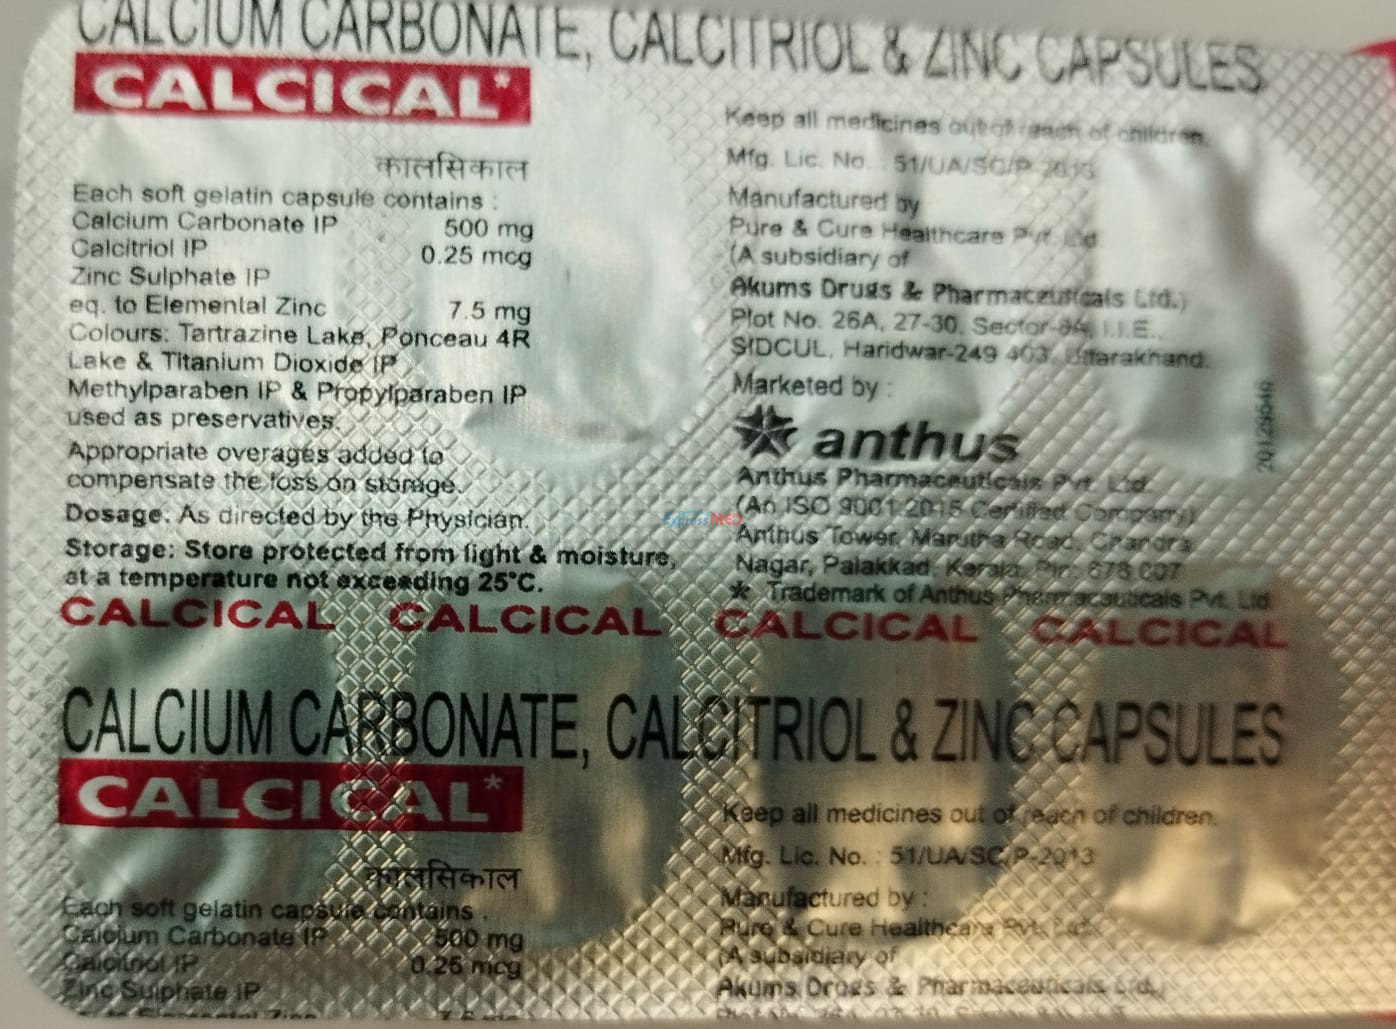 CALCIUM CARBONATE, CALCITRIOL & ZINC CAPSULES
CALCICAL*
कालसिकाल
Each soft gelatin capsule contains :
Calcium Carbonate IP 500 mg
Calcitriol IP 0.25 mcg
Zinc Sulphate IP
eq. to Elemental Zinc 7.5 mg
Colours: Tartrazine Lake, Ponceau 4R
Lake & Titanium Dioxide IP
Methylparaben IP & Propylparaben IP
used as preservatives.
Appropriate overages added to
compensate the loss on storage.
Dosage: As directed by the Physician.
Storage: Store protected from light & moisture,
at a temperature not exceeding 25°C.
Keep all medicines out of reach of children.
Mfg. Lic. No. : 51/UA/SC/P-2013
Manufactured by
Pure & Cure Healthcare Pvt. Ltd.
(A subsidiary of
Akums Drugs & Pharmaceuticals Ltd.)
Plot No. 26A, 27-30, Sector-8A, I.I.E.,
SIDCUL, Haridwar-249 403, Uttarakhand.
Marketed by :
anthus
Anthus Pharmaceuticals Pvt. Ltd.
(An ISO 9001:2015 Certified Company)
Anthus Tower, Marutha Road, Chandra
Nagar, Palakkad, Kerala, Pin: 678 007
* Trademark of Anthus Pharmaceuticals Pvt. Ltd.
ExpressMED
CALCICAL CALCICAL CALCICAL CALCICAL
CALCIUM CARBONATE, CALCITRIOL & ZINC CAPSULES
CALCICAL*
कालसिकाल
Each soft gelatin capsule contains :
Calcium Carbonate IP 500 mg
Calcitriol IP 0.25 mcg
Zinc Sulphate IP
Keep all medicines out of reach of children.
Mfg. Lic. No. : 51/UA/SC/P-2013
Manufactured by :
Pure & Cure Healthcare Pvt. Ltd.
(A subsidiary of
Akums Drugs & Pharmaceuticals Ltd.)